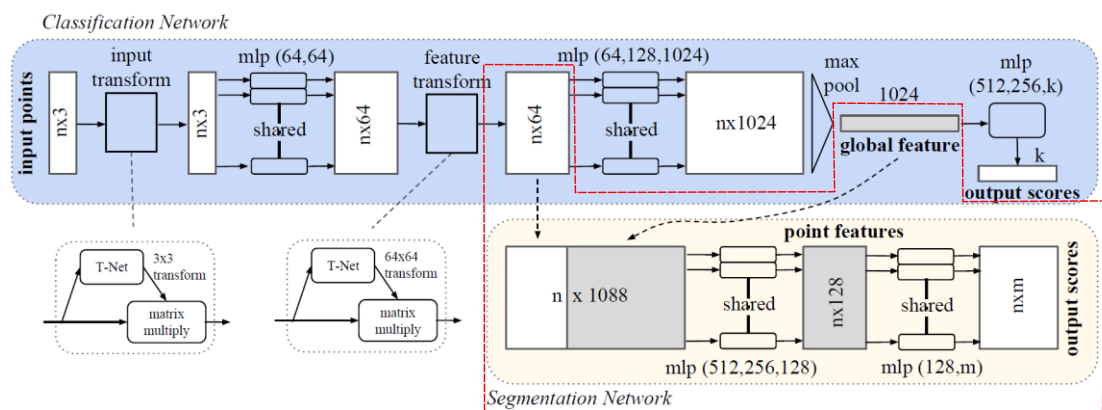 Classification Network
input points
nx3
input
transform
nx3
mlp (64,64)
shared
nx64
feature
transform
nx64
mlp (64,128,1024)
shared
nx1024
max
pool
1024
global feature
mlp
(512,256,k)
k
output scores
T-Net
3x3
transform
matrix
multiply
T-Net
64x64
transform
matrix
multiply
point features
n x 1088
shared
mlp (512,256,128)
nx128
shared
mlp (128,m)
nxm
output scores
Segmentation Network